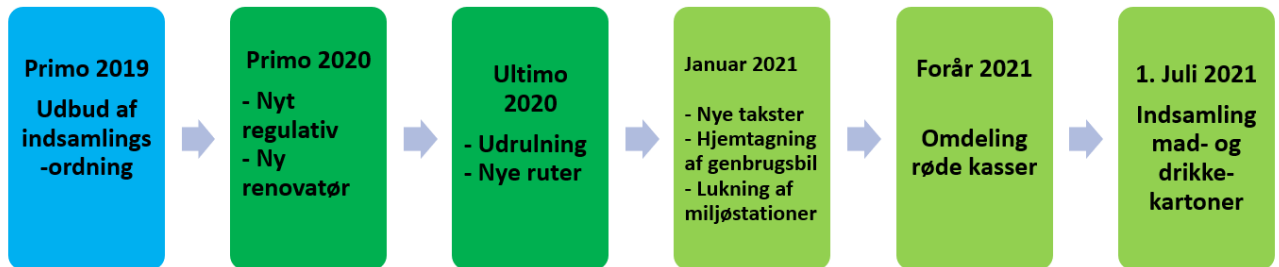 Primo 2019
Udbud af
indsamlings
-ordning
Primo 2020
- Nyt
regulativ
- Ny
renovatør
Ultimo
2020
- Udrulning
- Nye ruter
Januar 2021
- Nye takster
- Hjemtagning
af genbrugsbil
- Lukning af
miljøstationer
Forår 2021
Omdeling
røde kasser
1. Juli 2021
Indsamling
mad- og
drikke-
kartoner